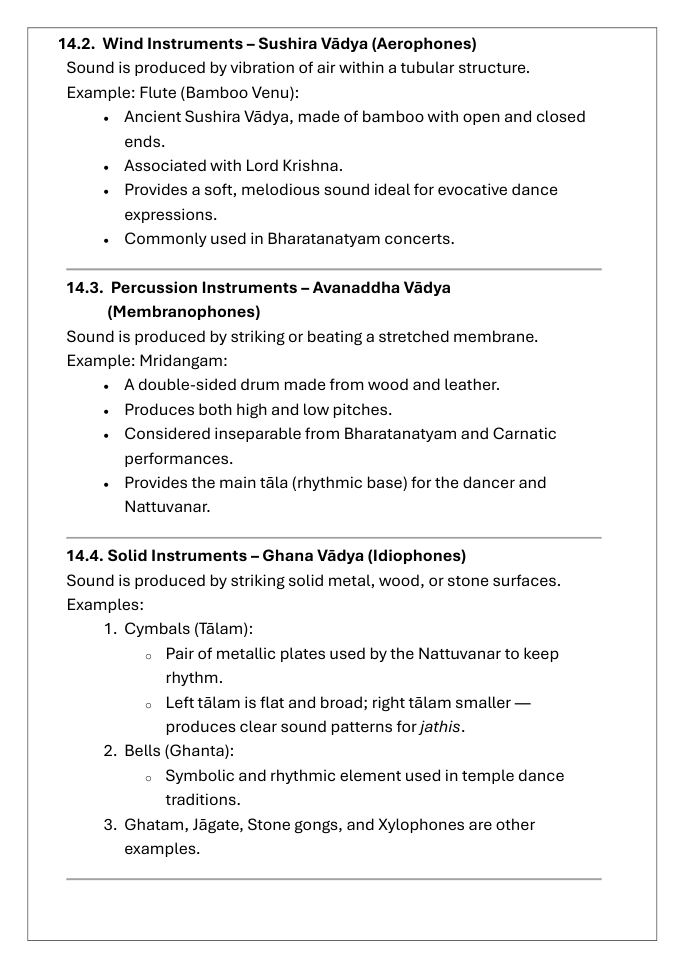 14.2. Wind Instruments – Sushira Vādya (Aerophones)
Sound is produced by vibration of air within a tubular structure.
Example: Flute (Bamboo Venu):
• Ancient Sushira Vādya, made of bamboo with open and closed
ends.
• Associated with Lord Krishna.
• Provides a soft, melodious sound ideal for evocative dance
expressions.
• Commonly used in Bharatanatyam concerts.
14.3. Percussion Instruments – Avanaddha Vādya
(Membranophones)
Sound is produced by striking or beating a stretched membrane.
Example: Mridangam:
• A double-sided drum made from wood and leather.
• Produces both high and low pitches.
• Considered inseparable from Bharatanatyam and Carnatic
performances.
• Provides the main tāla (rhythmic base) for the dancer and
Nattuvanar.
14.4. Solid Instruments – Ghana Vādya (Idiophones)
Sound is produced by striking solid metal, wood, or stone surfaces.
Examples:
1. Cymbals (Tālam):
○ Pair of metallic plates used by the Nattuvanar to keep
rhythm.
○ Left tālam is flat and broad; right tālam smaller —
produces clear sound patterns for jathis.
2. Bells (Ghanta):
○ Symbolic and rhythmic element used in temple dance
traditions.
3. Ghatam, Jāgate, Stone gongs, and Xylophones are other
examples.